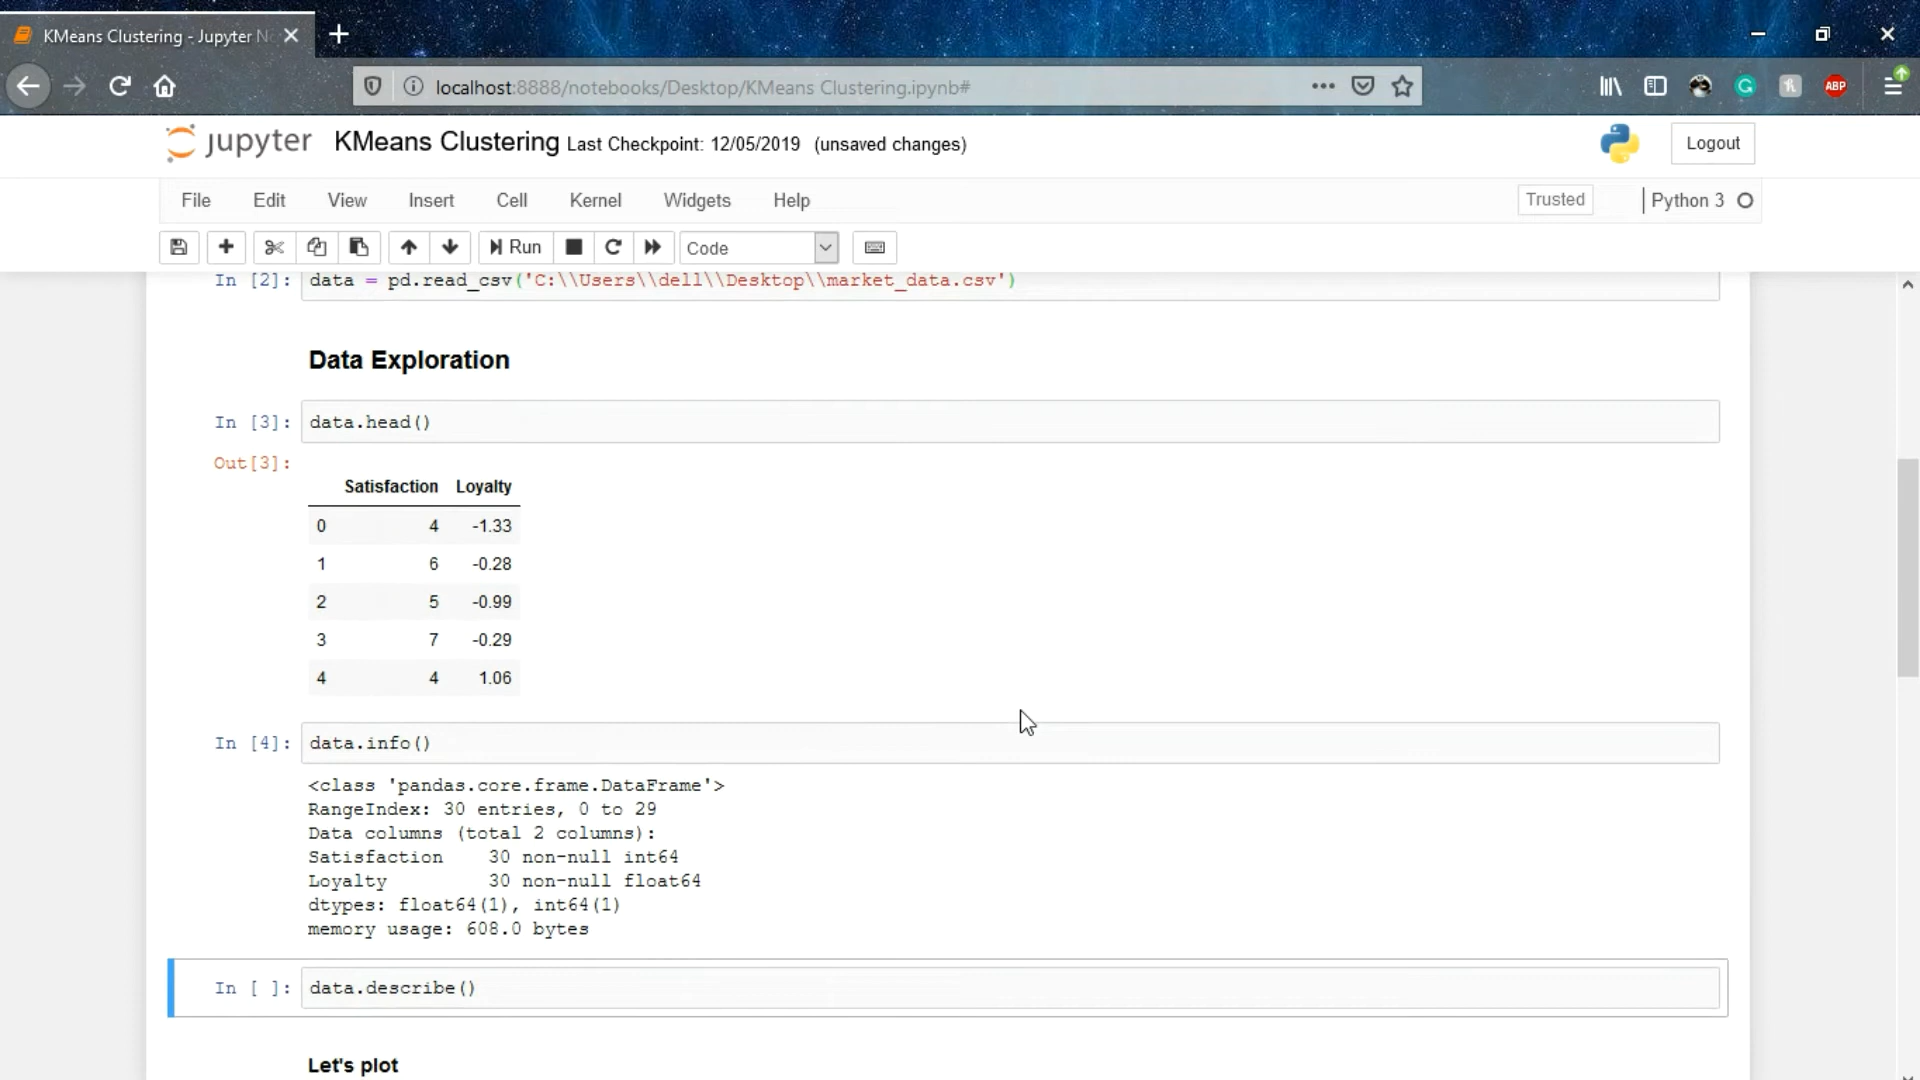 KMeans Clustering - Jupyter N
localhost:8888/notebooks/Desktop/KMeans Clustering.ipynb#
ABP
jupyter KMeans Clustering Last Checkpoint: 12/05/2019 (unsaved changes)
Logout
File Edit View Insert Cell Kernel Widgets Help
Trusted
Python 3
Run
Code
In [2]: data = pd.read_csv('C:\\Users\\dell\\Desktop\\market_data.csv')
Data Exploration
In [3]: data.head()
Out[3]:
Satisfaction Loyalty
0 4 -1.33
1 6 -0.28
2 5 -0.99
3 7 -0.29
4 4 1.06
In [4]: data.info()
<class 'pandas.core.frame.DataFrame'>
RangeIndex: 30 entries, 0 to 29
Data columns (total 2 columns):
Satisfaction    30 non-null int64
Loyalty         30 non-null float64
dtypes: float64(1), int64(1)
memory usage: 608.0 bytes
In [ ]: data.describe()
Let's plot